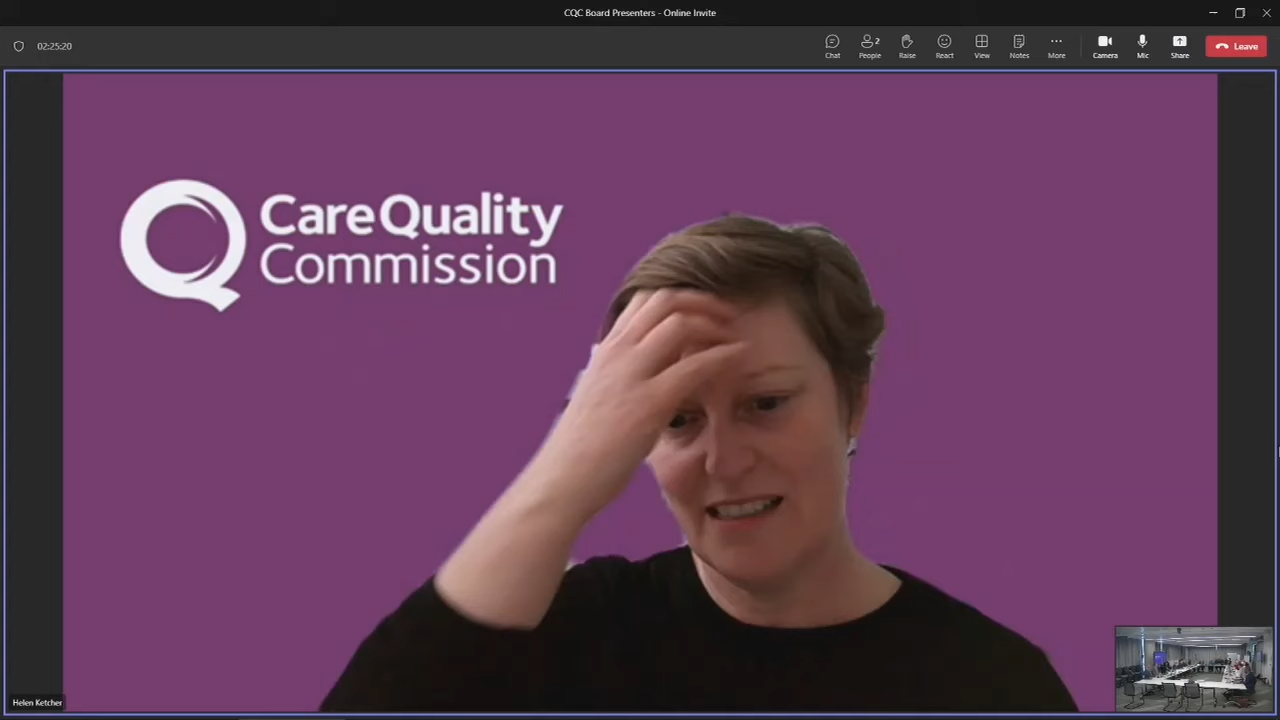 CQC Board Presenters - Online Invite
02:25:20
Chat
People
2
Raise
React
View
Notes
More
Camera
Mic
Share
Leave
CareQuality
Commission
Helen Ketcher